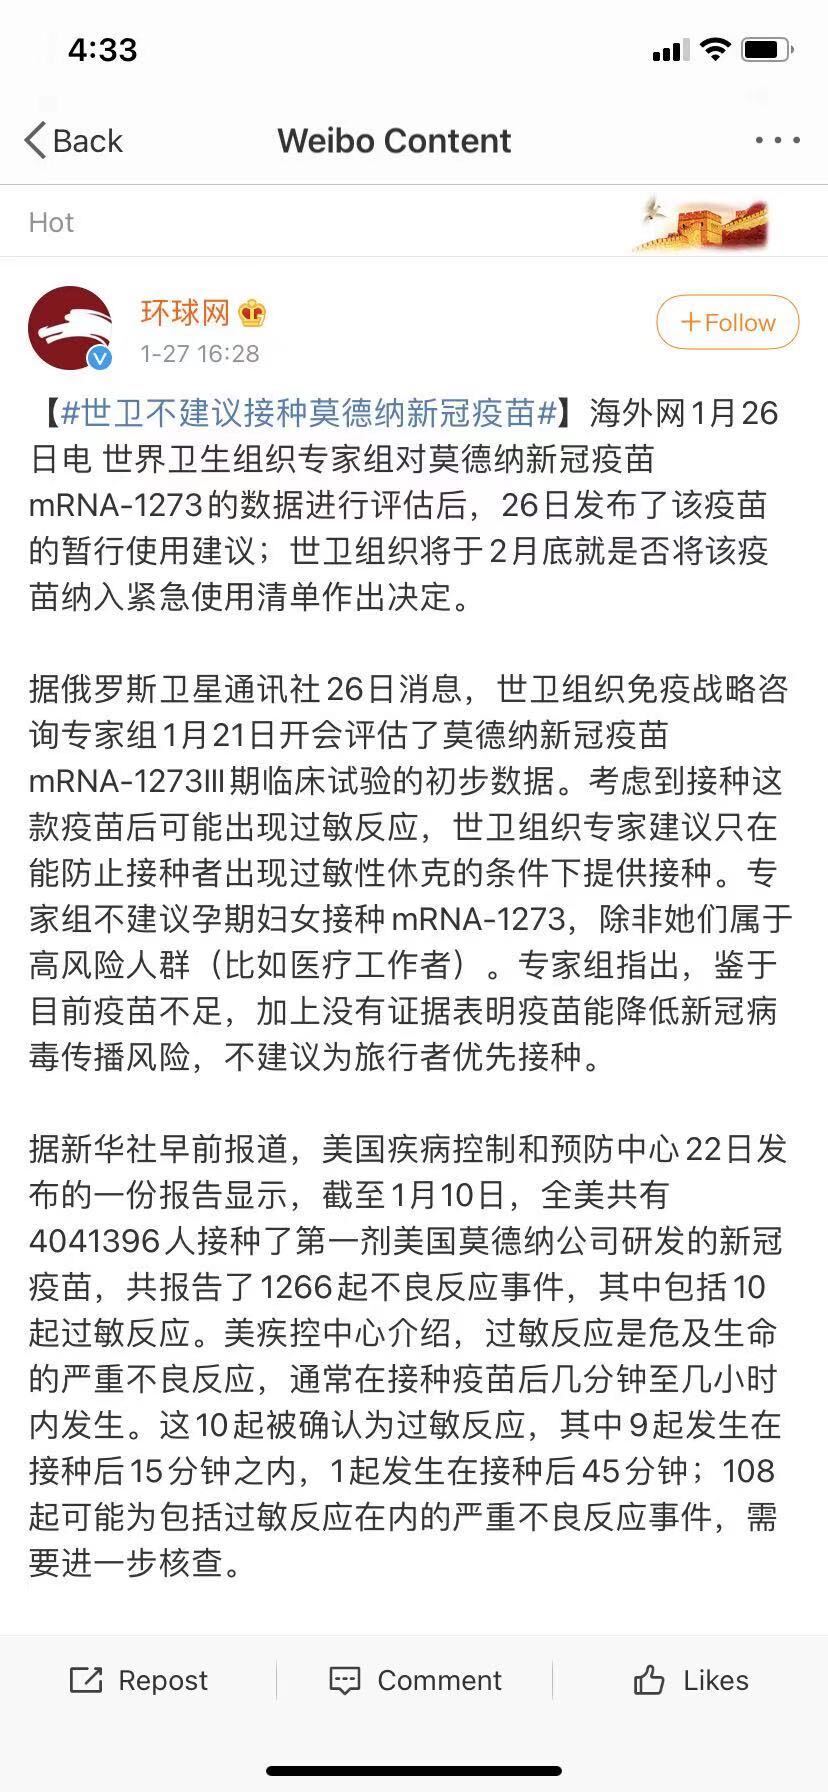 4:33
Back
Weibo Content
Hot
环球网
1-27 16:28
+Follow
【#世卫不建议接种莫德纳新冠疫苗#】海外网1月26
日电 世界卫生组织专家组对莫德纳新冠疫苗
mRNA-1273的数据进行评估后，26日发布了该疫苗
的暂行使用建议；世卫组织将于2月底就是否将该疫
苗纳入紧急使用清单作出决定。
据俄罗斯卫星通讯社26日消息，世卫组织免疫战略咨
询专家组1月21日开会评估了莫德纳新冠疫苗
mRNA-1273III期临床试验的初步数据。考虑到接种这
款疫苗后可能出现过敏反应，世卫组织专家建议只在
能防止接种者出现过敏性休克的条件下提供接种。专
家组不建议孕期妇女接种mRNA-1273，除非她们属于
高风险人群（比如医疗工作者）。专家组指出，鉴于
目前疫苗不足，加上没有证据表明疫苗能降低新冠病
毒传播风险，不建议为旅行者优先接种。
据新华社早前报道，美国疾病控制和预防中心22日发
布的一份报告显示，截至1月10日，全美共有
4041396人接种了第一剂美国莫德纳公司研发的新冠
疫苗，共报告了1266起不良反应事件，其中包括10
起过敏反应。美疾控中心介绍，过敏反应是危及生命
的严重不良反应，通常在接种疫苗后几分钟至几小时
内发生。这10起被确认为过敏反应，其中9起发生在
接种后15分钟之内，1起发生在接种后45分钟；108
起可能为包括过敏反应在内的严重不良反应事件，需
要进一步核查。
Repost
Comment
Likes